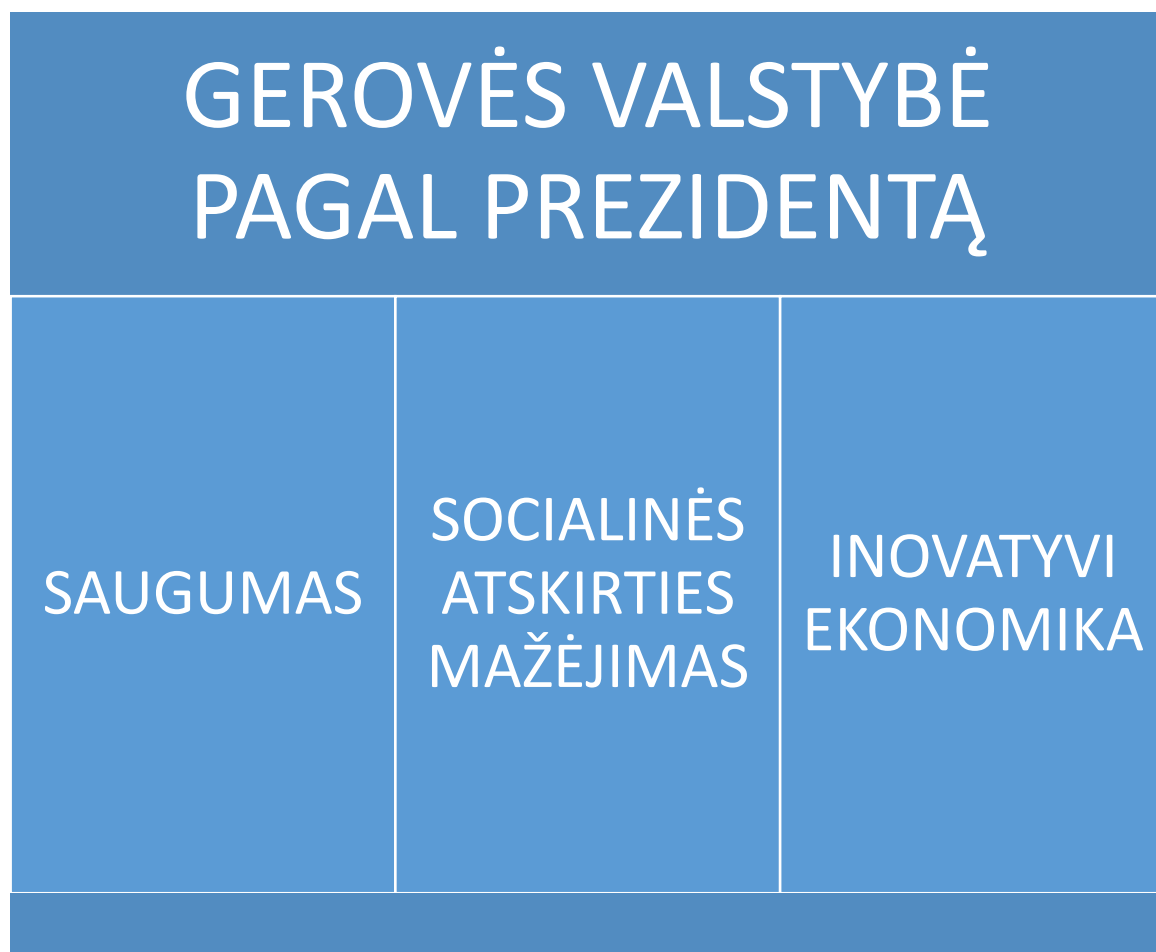 GEROVĖS VALSTYBĖ
PAGAL PREZIDENTĄ
SAUGUMAS
SOCIALINĖS
ATSKIRTIES
MAŽĖJIMAS
INOVATYVI
EKONOMIKA